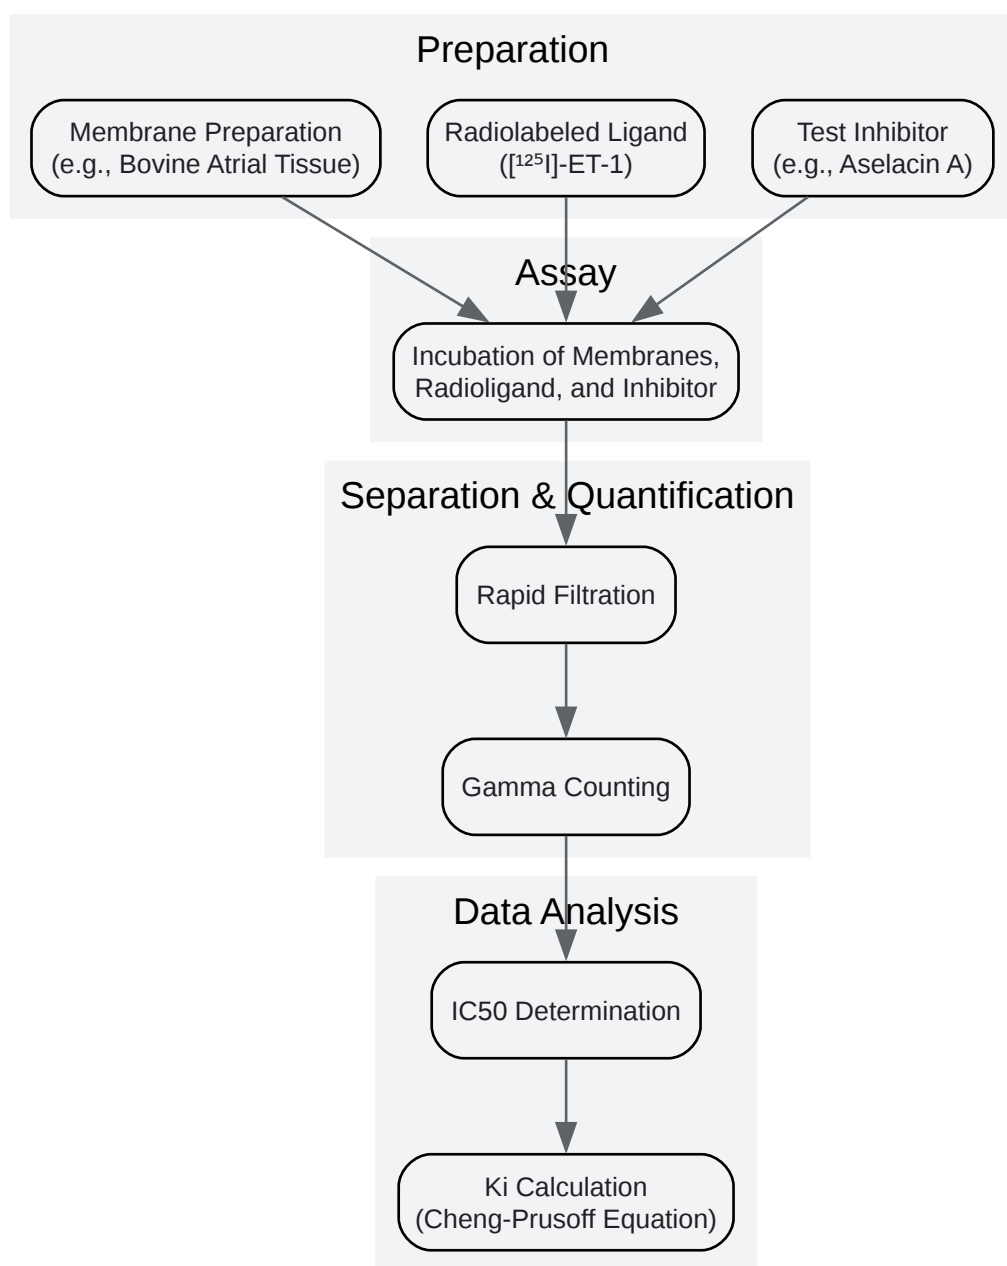 Preparation
Membrane Preparation
(e.g., Bovine Atrial Tissue)
Radiolabeled Ligand
([¹²⁵I]-ET-1)
Test Inhibitor
(e.g., Aselacin A)
Assay
Incubation of Membranes,
Radioligand, and Inhibitor
Separation & Quantification
Rapid Filtration
Gamma Counting
Data Analysis
IC50 Determination
Ki Calculation
(Cheng-Prusoff Equation)